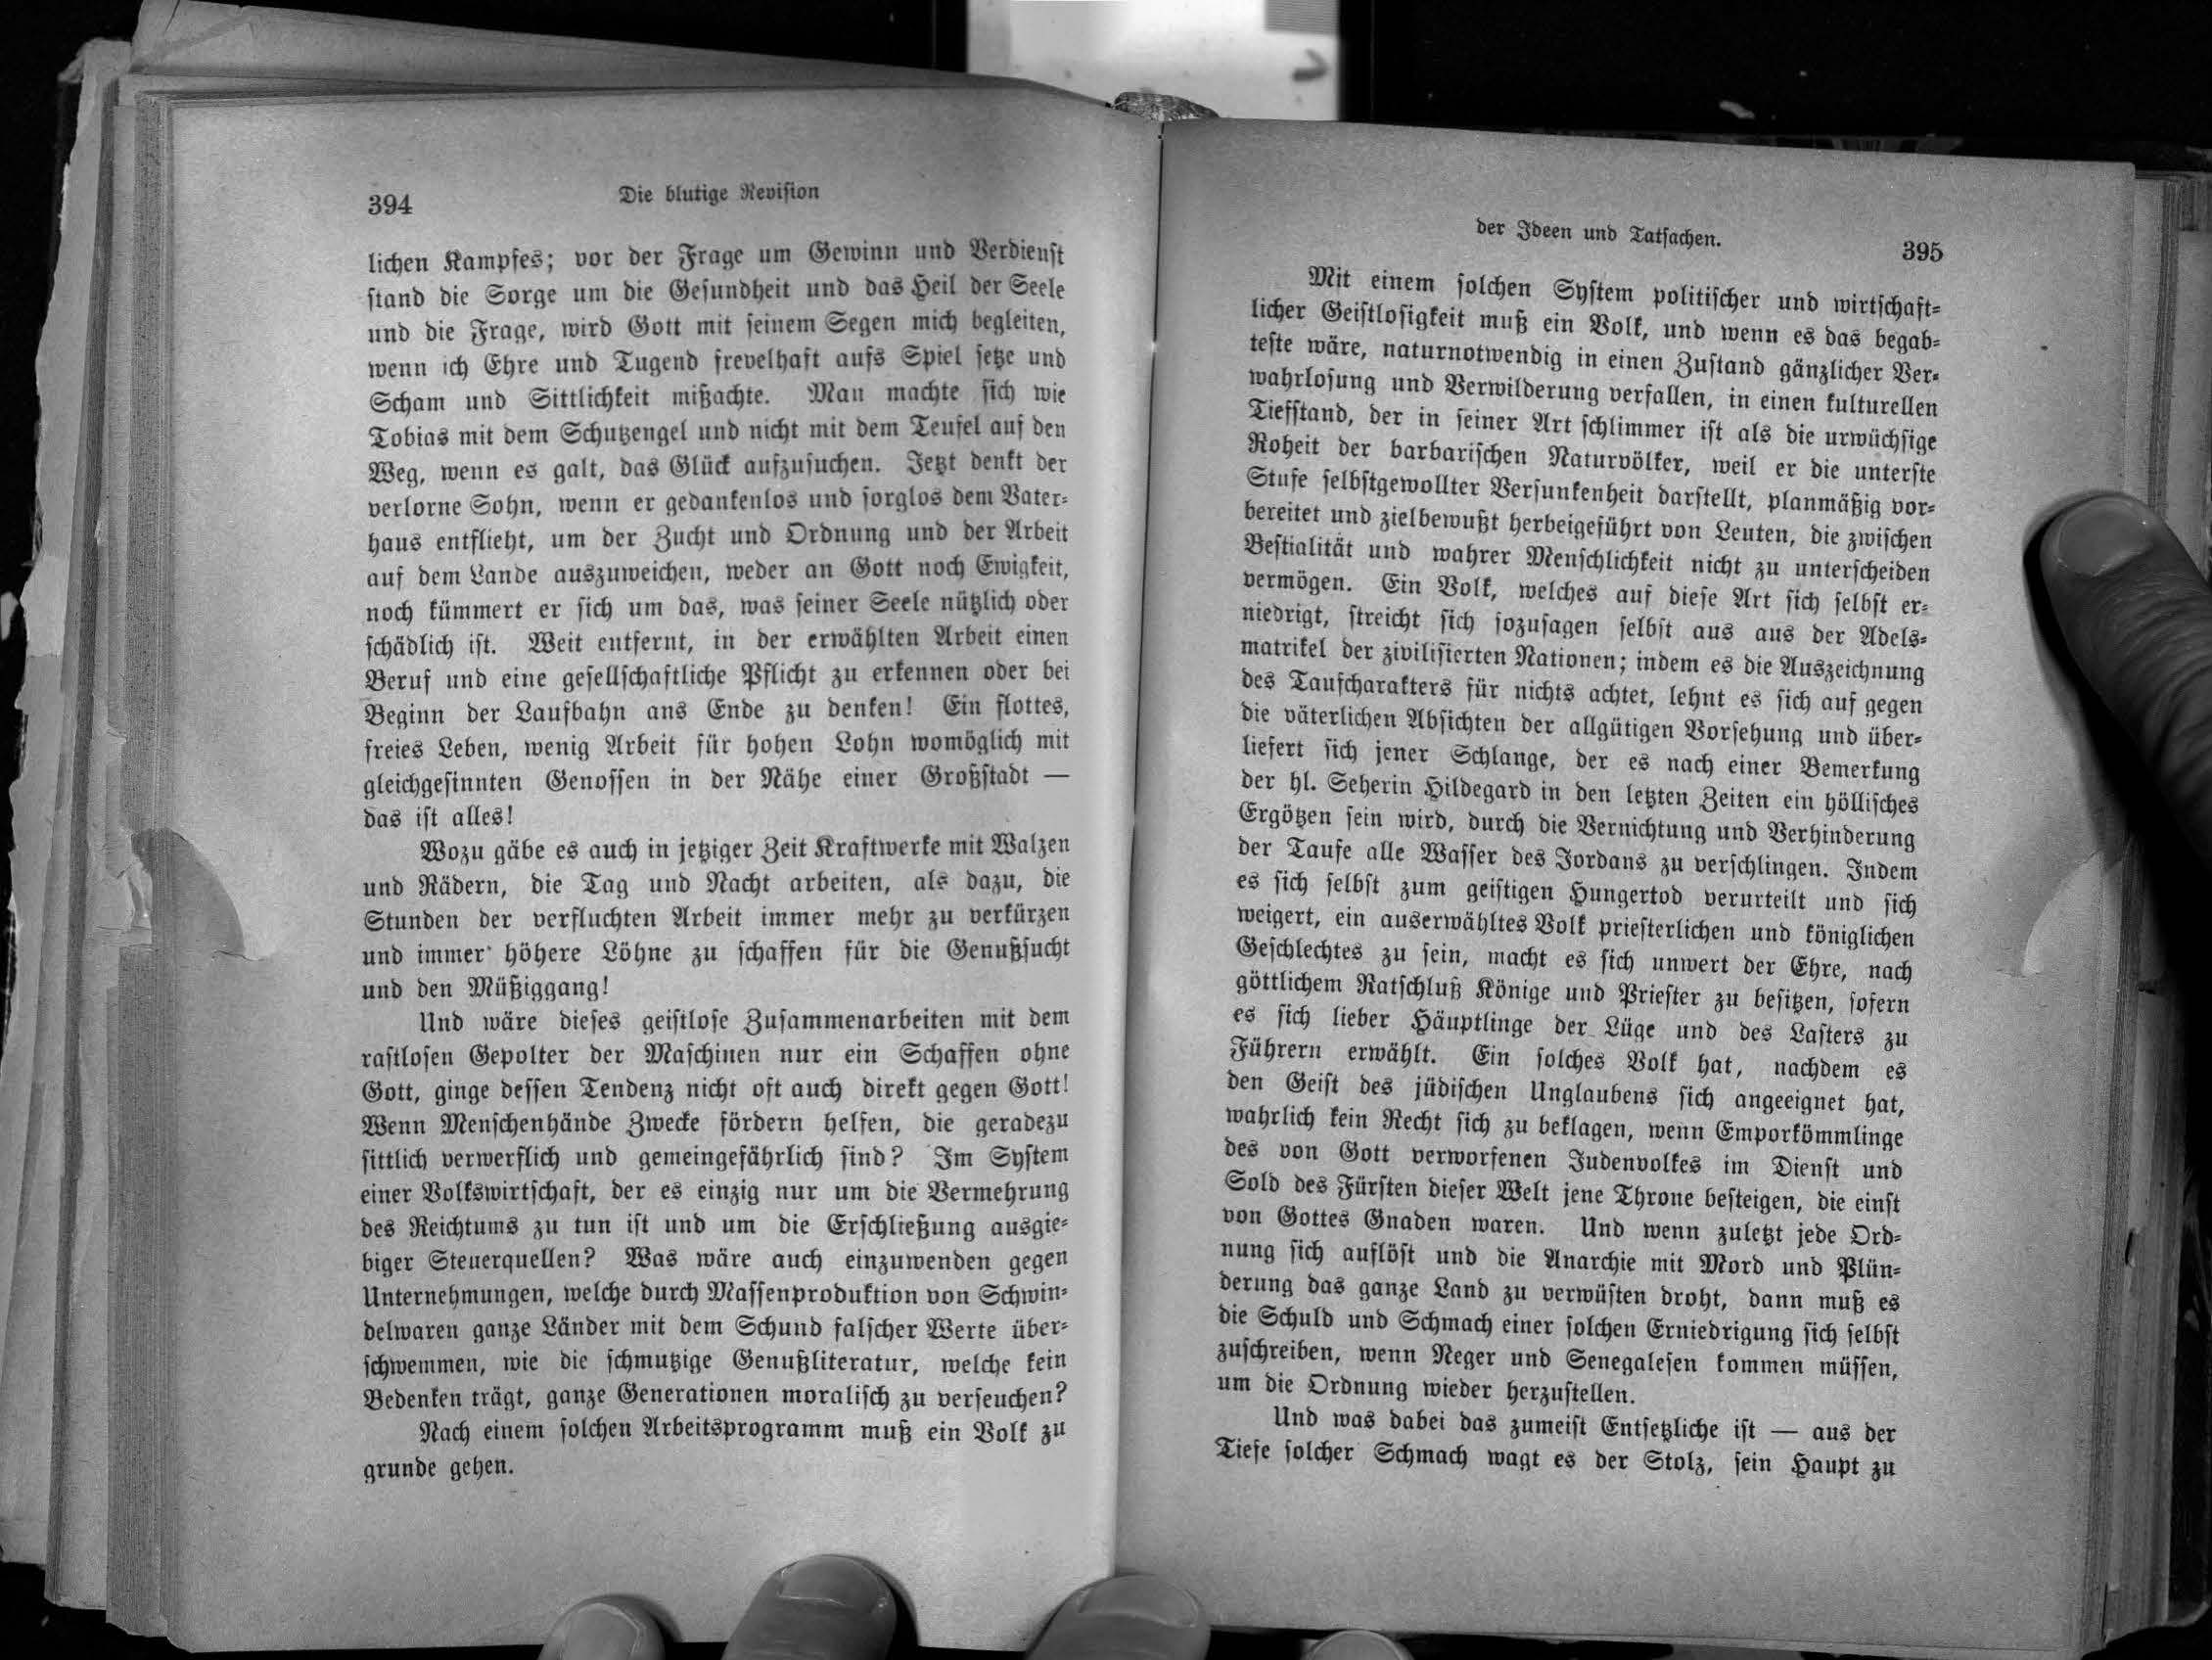 394
Die blutige Revision
lichen Kampfes; vor der Frage um Gewinn und Verdienst
stand die Sorge um die Gesundheit und das Heil der Seele
und die Frage, wird Gott mit seinem Segen mich begleiten,
wenn ich Ehre und Tugend frevelhaft aufs Spiel setze und
Scham und Sittlichkeit mißachte. Man machte sich wie
Tobias mit dem Schutzengel und nicht mit dem Teufel auf den
Weg, wenn es galt, das Glück aufzusuchen. Jetzt denkt der
verlorne Sohn, wenn er gedankenlos und sorglos dem Vater-
haus entflieht, um der Zucht und Ordnung und der Arbeit
auf dem Lande auszuweichen, weder an Gott noch Ewigkeit,
noch kümmert er sich um das, was seiner Seele nützlich oder
schädlich ist. Weit entfernt, in der erwählten Arbeit einen
Beruf und eine gesellschaftliche Pflicht zu erkennen oder bei
Beginn der Laufbahn ans Ende zu denken! Ein flottes,
freies Leben, wenig Arbeit für hohen Lohn womöglich mit
gleichgesinnten Genossen in der Nähe einer Großstadt —
das ist alles!
Wozu gäbe es auch in jetziger Zeit Kraftwerke mit Walzen
und Rädern, die Tag und Nacht arbeiten, als dazu, die
Stunden der verfluchten Arbeit immer mehr zu verkürzen
und immer höhere Löhne zu schaffen für die Genußsucht
und den Müßiggang!
Und wäre dieses geistlose Zusammenarbeiten mit dem
rastlosen Gepolter der Maschinen nur ein Schaffen ohne
Gott, ginge dessen Tendenz nicht oft auch direkt gegen Gott!
Wenn Menschenhände Zwecke fördern helfen, die geradezu
sittlich verwerflich und gemeingefährlich sind? Im System
einer Volkswirtschaft, der es einzig nur um die Vermehrung
des Reichtums zu tun ist und um die Erschließung ausgie-
biger Steuerquellen? Was wäre auch einzuwenden gegen
Unternehmungen, welche durch Massenproduktion von Schwin-
delwaren ganze Länder mit dem Schund falscher Werte über-
schwemmen, wie die schmutzige Genußliteratur, welche kein
Bedenken trägt, ganze Generationen moralisch zu verseuchen?
Nach einem solchen Arbeitsprogramm muß ein Volk zu
grunde gehen.
der Ideen und Tatsachen.
395
Mit einem solchen System politischer und wirtschaft-
licher Geistlosigkeit muß ein Volk, und wenn es das begab-
teste wäre, naturnotwendig in einen Zustand gänzlicher Ver-
wahrlosung und Verwilderung verfallen, in einen kulturellen
Tiefstand, der in seiner Art schlimmer ist als die urwüchsige
Roheit der barbarischen Naturvölker, weil er die unterste
Stufe selbstgewollter Versunkenheit darstellt, planmäßig vor-
bereitet und zielbewußt herbeigeführt von Leuten, die zwischen
Bestialität und wahrer Menschlichkeit nicht zu unterscheiden
vermögen. Ein Volk, welches auf diese Art sich selbst er-
niedrigt, streicht sich sozusagen selbst aus aus der Adels-
matrikel der zivilisierten Nationen; indem es die Auszeichnung
des Taufcharakters für nichts achtet, lehnt es sich auf gegen
die väterlichen Absichten der allgütigen Vorsehung und über-
liefert sich jener Schlange, der es nach einer Bemerkung
der hl. Seherin Hildegard in den letzten Zeiten ein höllisches
Ergötzen sein wird, durch die Vernichtung und Verhinderung
der Taufe alle Wasser des Jordans zu verschlingen. Indem
es sich selbst zum geistigen Hungertod verurteilt und sich
weigert, ein auserwähltes Volk priesterlichen und königlichen
Geschlechtes zu sein, macht es sich unwert der Ehre, nach
göttlichem Ratschluß Könige und Priester zu besitzen, sofern
es sich lieber Häuptlinge der Lüge und des Lasters zu
Führern erwählt. Ein solches Volk hat, nachdem es
den Geist des jüdischen Unglaubens sich angeeignet hat,
wahrlich kein Recht sich zu beklagen, wenn Emporkömmlinge
des von Gott verworfenen Judenvolkes im Dienst und
Sold des Fürsten dieser Welt jene Throne besteigen, die einst
von Gottes Gnaden waren. Und wenn zuletzt jede Ord-
nung sich auflöst und die Anarchie mit Mord und Plün-
derung das ganze Land zu verwüsten droht, dann muß es
die Schuld und Schmach einer solchen Erniedrigung sich selbst
zuschreiben, wenn Neger und Senegalesen kommen müssen,
um die Ordnung wieder herzustellen.
Und was dabei das zumeist Entsetzliche ist — aus der
Tiefe solcher Schmach wagt es der Stolz, sein Haupt zu